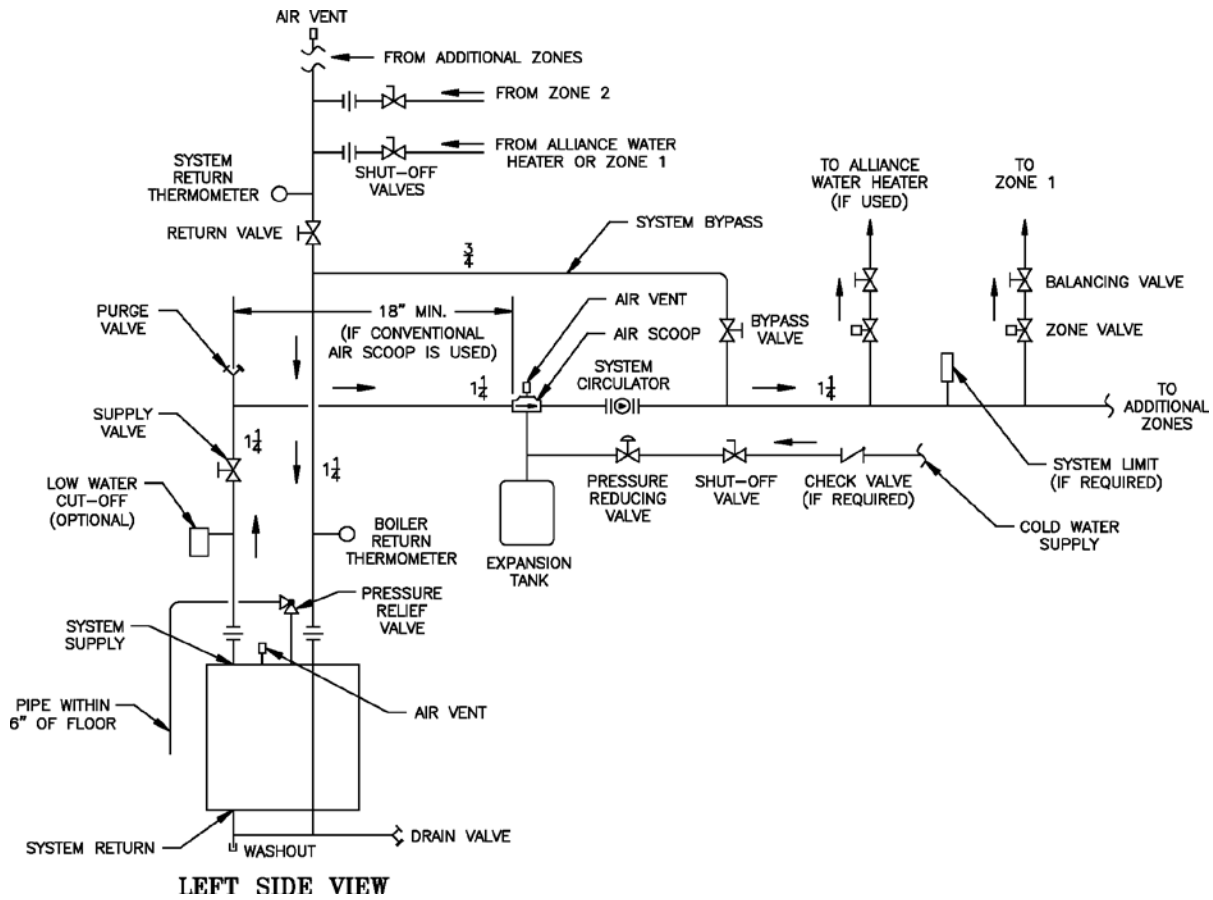 AIR VENT
FROM ADDITIONAL ZONES
FROM ZONE 2
FROM ALLIANCE WATER
HEATER OR ZONE 1
SYSTEM
RETURN
THERMOMETER
SHUT-OFF
VALVES
TO ALLIANCE
WATER HEATER
(IF USED)
TO
ZONE 1
RETURN VALVE
SYSTEM BYPASS
3/4
PURGE
VALVE
18" MIN.
(IF CONVENTIONAL
AIR SCOOP IS USED)
AIR VENT
AIR SCOOP
BYPASS
VALVE
BALANCING VALVE
ZONE VALVE
SYSTEM
CIRCULATOR
1 1/4
1 1/4
TO
ADDITIONAL
ZONES
SUPPLY
VALVE
1 1/4
1 1/4
LOW WATER
CUT-OFF
(OPTIONAL)
PRESSURE
REDUCING
VALVE
SHUT-OFF
VALVE
CHECK VALVE
(IF REQUIRED)
SYSTEM LIMIT
(IF REQUIRED)
COLD WATER
SUPPLY
BOILER
RETURN
THERMOMETER
EXPANSION
TANK
PRESSURE
RELIEF
VALVE
SYSTEM
SUPPLY
PIPE WITHIN
6" OF FLOOR
AIR VENT
SYSTEM RETURN
WASHOUT
DRAIN VALVE
LEFT SIDE VIEW